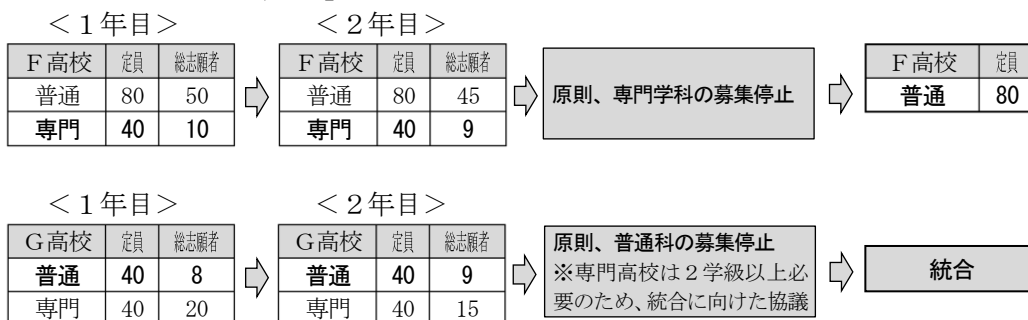 <1年目> <2年目>
F高校 定員 総志願者 F高校 定員 総志願者 F高校 定員
普通 80 50 普通 80 45 原則、専門学科の募集停止 普通 80
専門 40 10 専門 40 9
<1年目> <2年目>
G高校 定員 総志願者 G高校 定員 総志願者 原則、普通科の募集停止
普通 40 8 普通 40 9 ※専門高校は2学級以上必 統合
専門 40 20 専門 40 15 要のため、統合に向けた協議